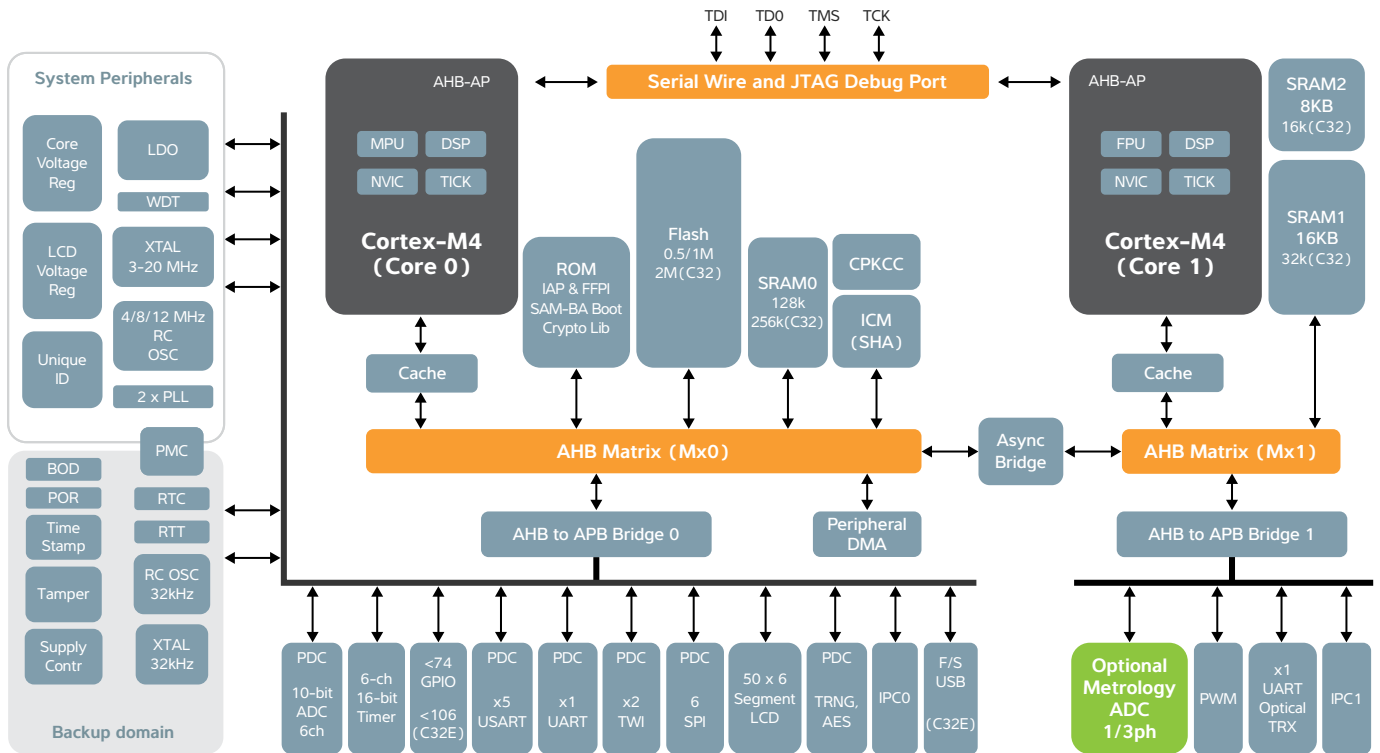 TDI
TD0
TMS
TCK
Serial Wire and JTAG Debug Port
System Peripherals
Core
Voltage
Reg
LDO
WDT
LCD
Voltage
Reg
XTAL
3-20 MHz
4/8/12 MHz
RC
OSC
Unique
ID
2 x PLL
PMC
BOD
POR
RTC
Time
Stamp
RTT
Tamper
RC OSC
32kHz
Supply
Contr
XTAL
32kHz
Backup domain
AHB-AP
MPU
DSP
NVIC
TICK
Cortex-M4
(Core 0)
Cache
ROM
IAP & FFPI
SAM-BA Boot
Crypto Lib
Flash
0.5/1M
2M(C32)
SRAM0
128k
256k(C32)
CPKCC
ICM
(SHA)
AHB-AP
FPU
DSP
NVIC
TICK
Cortex-M4
(Core 1)
Cache
SRAM2
8KB
16k(C32)
SRAM1
16KB
32k(C32)
AHB Matrix (Mx0)
Async
Bridge
AHB Matrix (Mx1)
AHB to APB Bridge 0
Peripheral
DMA
AHB to APB Bridge 1
PDC
10-bit
ADC
6ch
6-ch
16-bit
Timer
<74
GPIO
<106
(C32E)
PDC
x5
USART
PDC
x1
UART
PDC
x2
TWI
PDC
6
SPI
50 x 6
Segment
LCD
PDC
TRNG,
AES
IPC0
F/S
USB
(C32E)
Optional
Metrology
ADC
1/3ph
PWM
x1
UART
Optical
TRX
IPC1